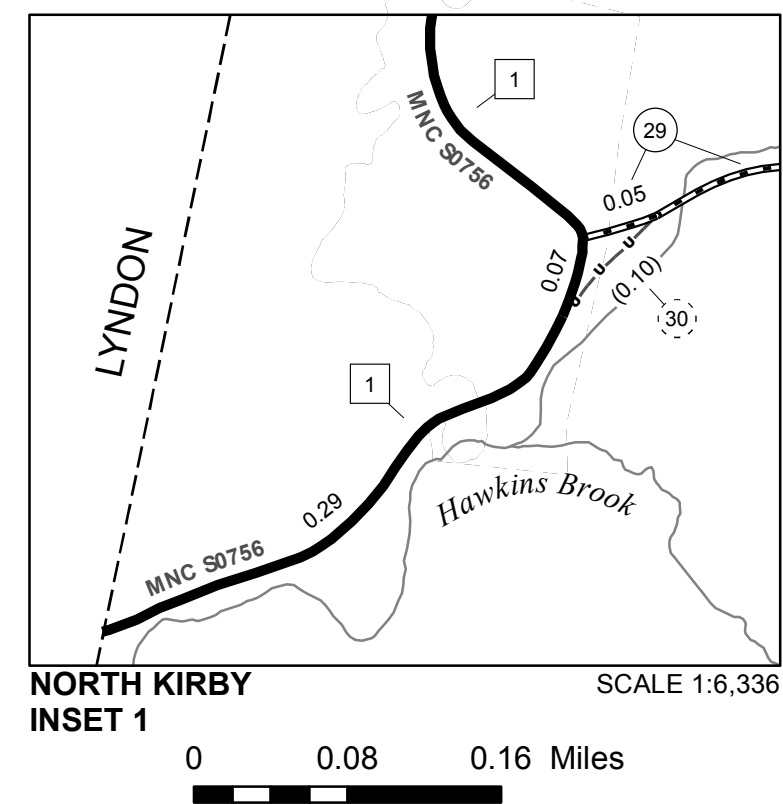 1
MNC S0756
29
0.05
LYNDON
0.07
(0.10)
30
1
Hawkins Brook
0.29
MNC S0756
NORTH KIRBY
INSET 1
SCALE 1:6,336
0 0.08 0.16 Miles